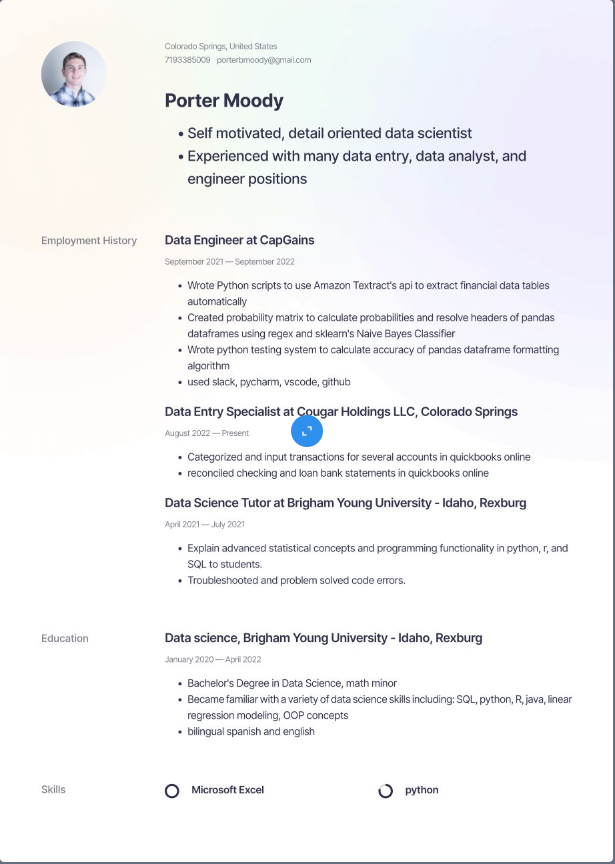 Colorado Springs, United States
7193385009 porterbmoody@gmail.com
Porter Moody
• Self motivated, detail oriented data scientist
• Experienced with many data entry, data analyst, and
engineer positions
Employment History
Data Engineer at CapGains
September 2021 — September 2022
• Wrote Python scripts to use Amazon Textract's api to extract financial data tables
automatically
• Created probability matrix to calculate probabilities and resolve headers of pandas
dataframes using regex and sklearn's Naive Bayes Classifier
• Wrote python testing system to calculate accuracy of pandas dataframe formatting
algorithm
• used slack, pycharm, vscode, github
Data Entry Specialist at Cougar Holdings LLC, Colorado Springs
August 2022 — Present
• Categorized and input transactions for several accounts in quickbooks online
• reconciled checking and loan bank statements in quickbooks online
Data Science Tutor at Brigham Young University - Idaho, Rexburg
April 2021 — July 2021
• Explain advanced statistical concepts and programming functionality in python, r, and
SQL to students.
• Troubleshooted and problem solved code errors.
Education
Data science, Brigham Young University - Idaho, Rexburg
January 2020 — April 2022
• Bachelor's Degree in Data Science, math minor
• Became familiar with a variety of data science skills including: SQL, python, R, java, linear
regression modeling, OOP concepts
• bilingual spanish and english
Skills
Microsoft Excel
python